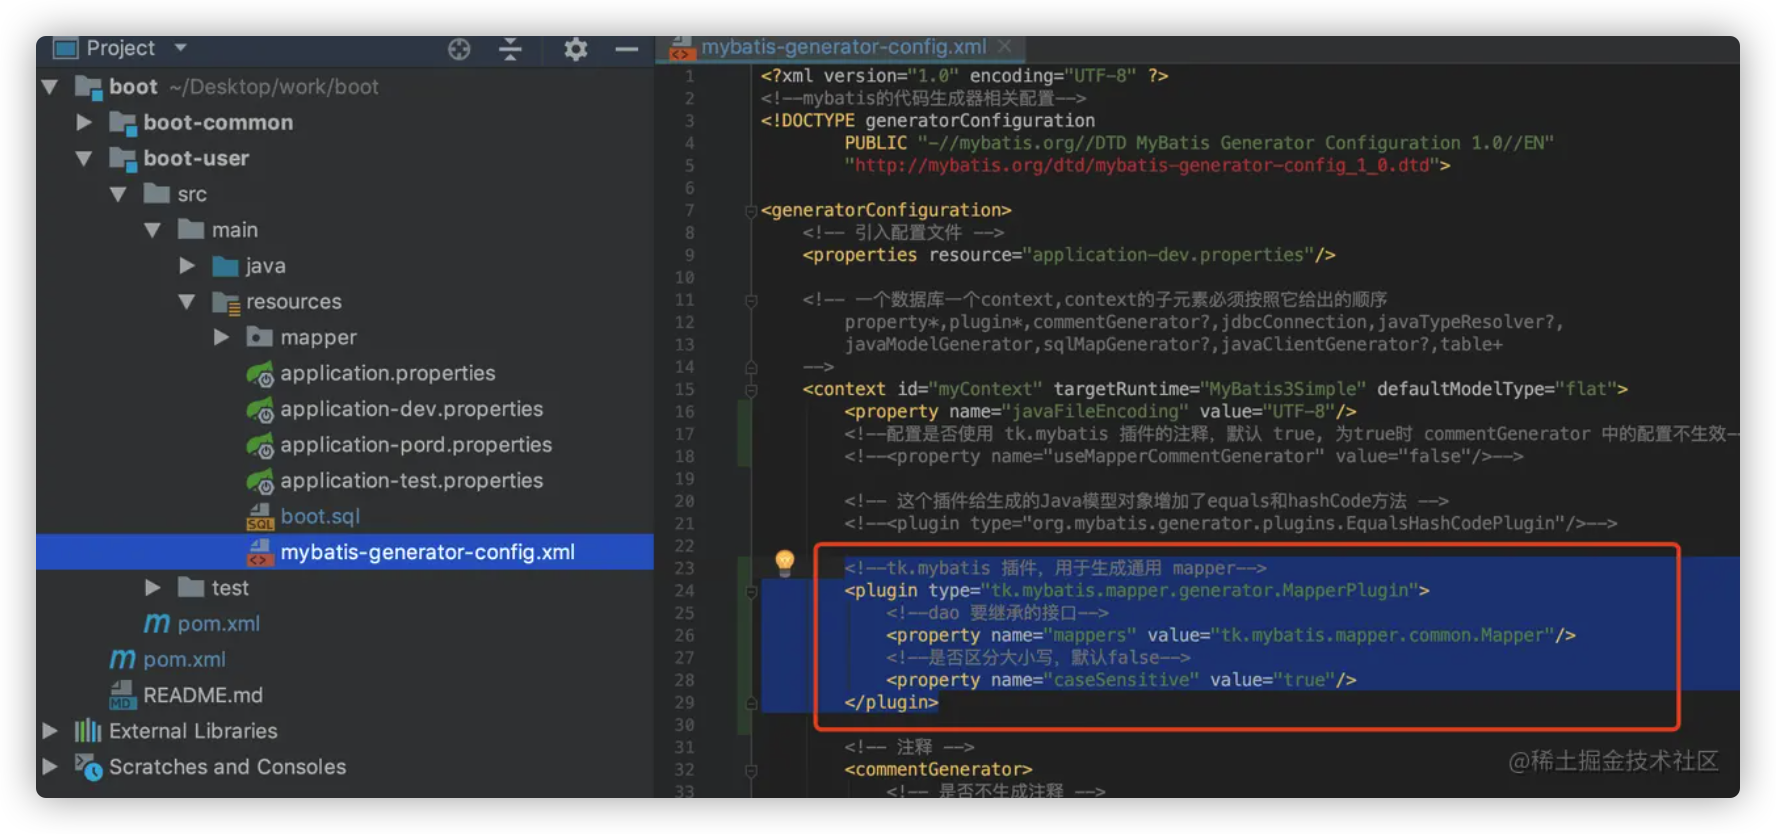 Project
boot ~/Desktop/work/boot
boot-common
boot-user
src
main
java
resources
mapper
application.properties
application-dev.properties
application-pord.properties
application-test.properties
boot.sql
mybatis-generator-config.xml
test
pom.xml
pom.xml
README.md
External Libraries
Scratches and Consoles
mybatis-generator-config.xml
1 <?xml version="1.0" encoding="UTF-8" ?>
2 <!--mybatis的代码生成器相关配置-->
3 <!DOCTYPE generatorConfiguration
4 PUBLIC "-//mybatis.org//DTD MyBatis Generator Configuration 1.0//EN"
5 "http://mybatis.org/dtd/mybatis-generator-config_1_0.dtd">
6
7 <generatorConfiguration>
8 <!-- 引入配置文件 -->
9 <properties resource="application-dev.properties"/>
10
11 <!-- 一个数据库一个context,context的子元素必须按照它给出的顺序
12 property*,plugin*,commentGenerator?,jdbcConnection,javaTypeResolver?,
13 javaModelGenerator,sqlMapGenerator?,javaClientGenerator?,table+
14 -->
15 <context id="myContext" targetRuntime="MyBatis3Simple" defaultModelType="flat">
16 <property name="javaFileEncoding" value="UTF-8"/>
17 <!--配置是否使用 tk.mybatis 插件的注释，默认 true, 为true时 commentGenerator 中的配置不生效-
18 <!--<property name="useMapperCommentGenerator" value="false"/>-->
19
20 <!-- 这个插件给生成的Java模型对象增加了equals和hashCode方法 -->
21 <!--<plugin type="org.mybatis.generator.plugins.EqualsHashCodePlugin"/>-->
22
23 <!--tk.mybatis 插件，用于生成通用 mapper-->
24 <plugin type="tk.mybatis.mapper.generator.MapperPlugin">
25 <!--dao 要继承的接口-->
26 <property name="mappers" value="tk.mybatis.mapper.common.Mapper"/>
27 <!--是否区分大小写，默认false-->
28 <property name="caseSensitive" value="true"/>
29 </plugin>
30
31 <!-- 注释 -->
32 <commentGenerator>
33 <!-- 是否不生成注释 -->
@稀土掘金技术社区